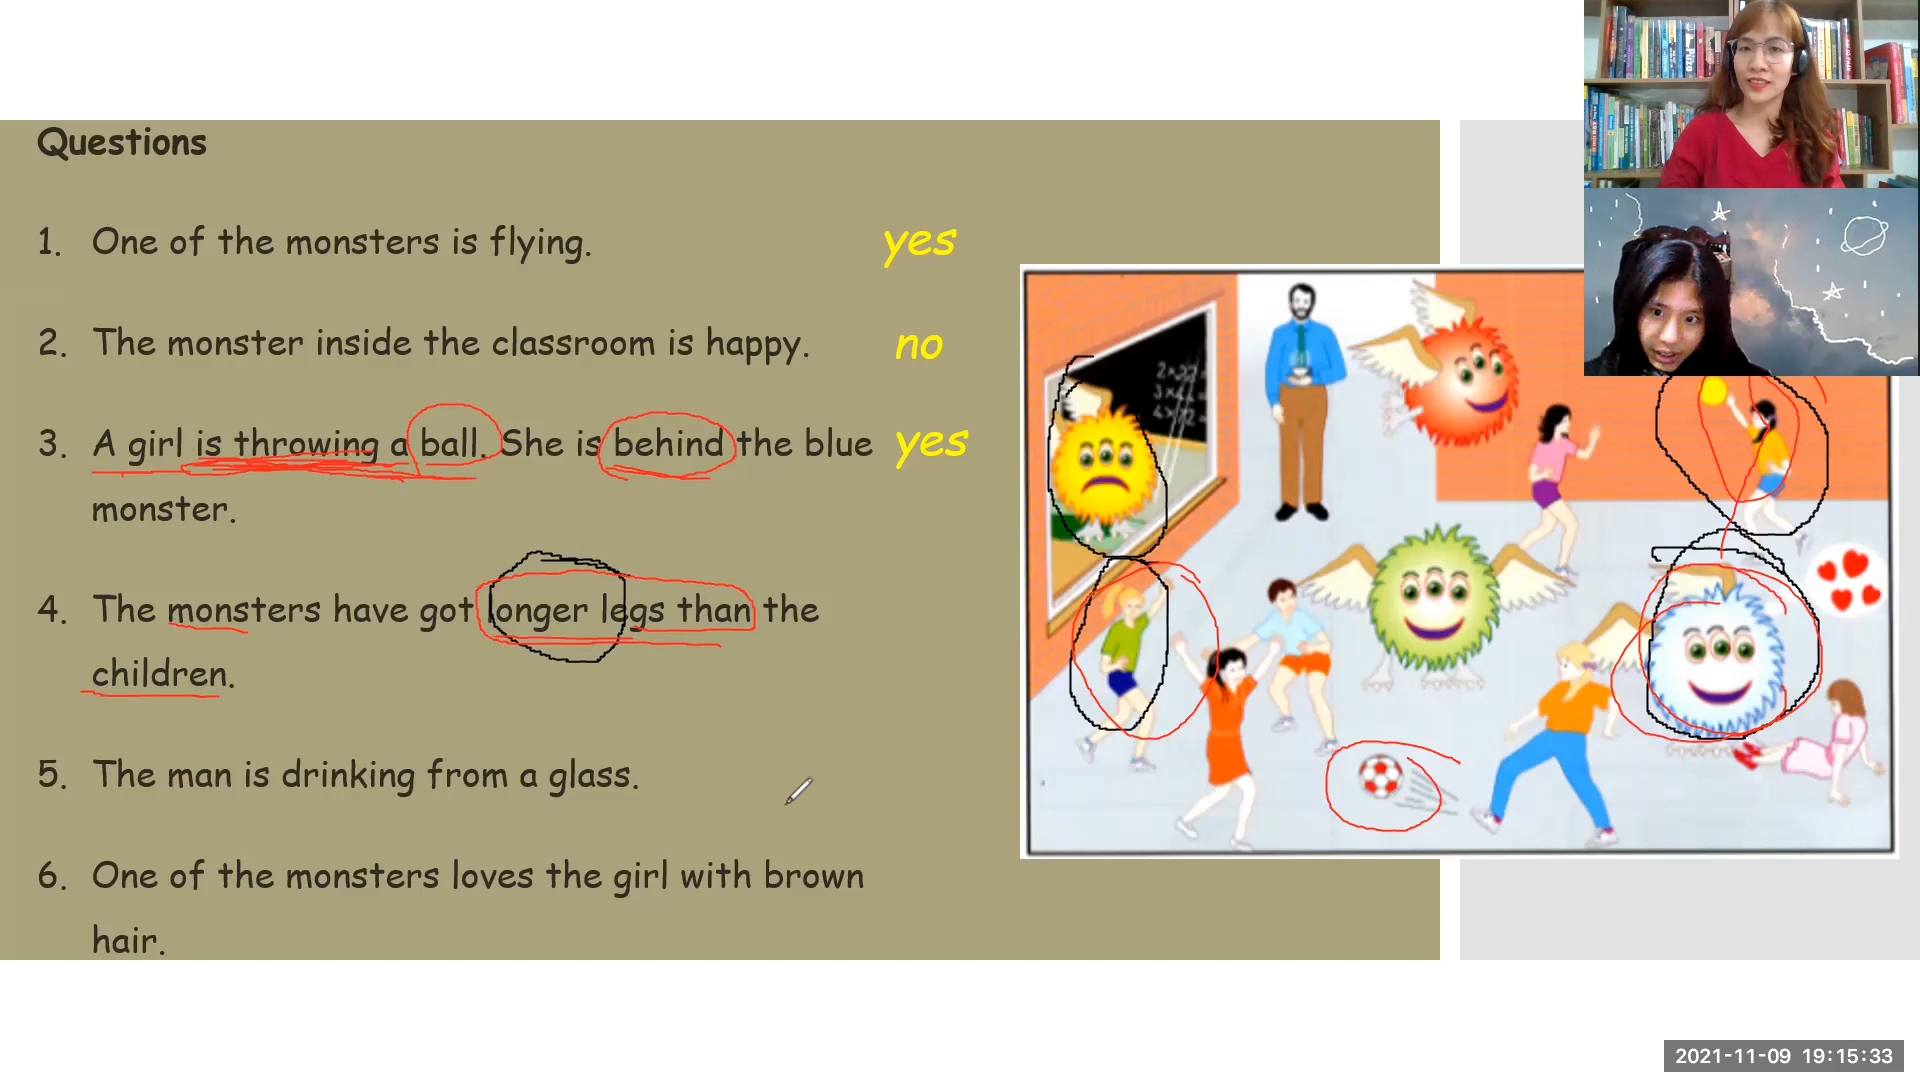 Questions
1. One of the monsters is flying. yes
2. The monster inside the classroom is happy. no
3. A girl is throwing a ball. She is behind the blue yes
monster.
4. The monsters have got longer legs than the
children.
5. The man is drinking from a glass.
6. One of the monsters loves the girl with brown
hair.
2021-11-09 19:15:33